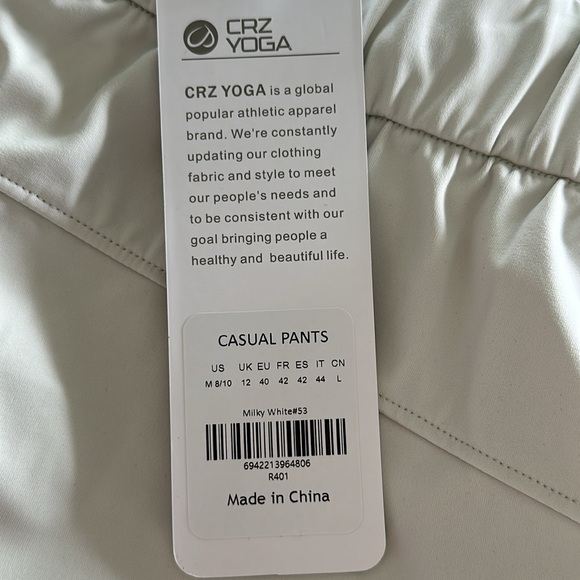 CRZ
YOGA
CRZ YOGA is a global
popular athletic apparel
brand. We're constantly
updating our clothing
fabric and style to meet
our people's needs and
to be consistent with our
goal bringing people a
healthy and beautiful life.
CASUAL PANTS
US UK EU FR ES IT CN
M 8/10 12 40 42 42 44 L
Milky White#53
6942213964806
R401
Made in China